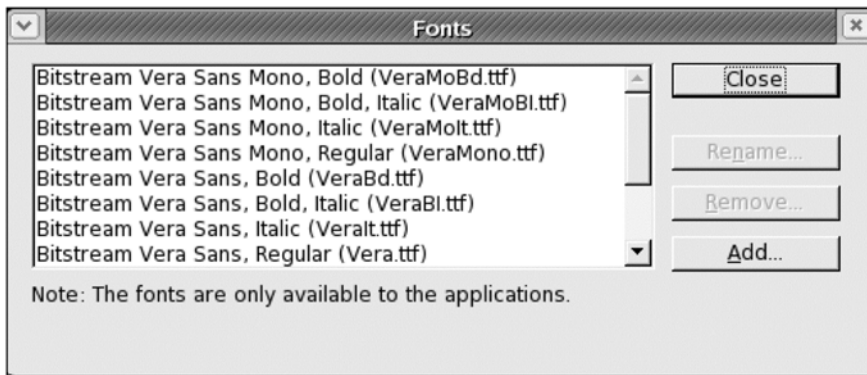 Fonts
Bitstream Vera Sans Mono, Bold (VeraMoBd.ttf)
Bitstream Vera Sans Mono, Bold, Italic (VeraMoBI.ttf)
Bitstream Vera Sans Mono, Italic (VeraMoIt.ttf)
Bitstream Vera Sans Mono, Regular (VeraMono.ttf)
Bitstream Vera Sans, Bold (VeraBd.ttf)
Bitstream Vera Sans, Bold, Italic (VeraBI.ttf)
Bitstream Vera Sans, Italic (VeraIt.ttf)
Bitstream Vera Sans, Regular (Vera.ttf)
Close
Rename...
Remove...
Add...
Note: The fonts are only available to the applications.